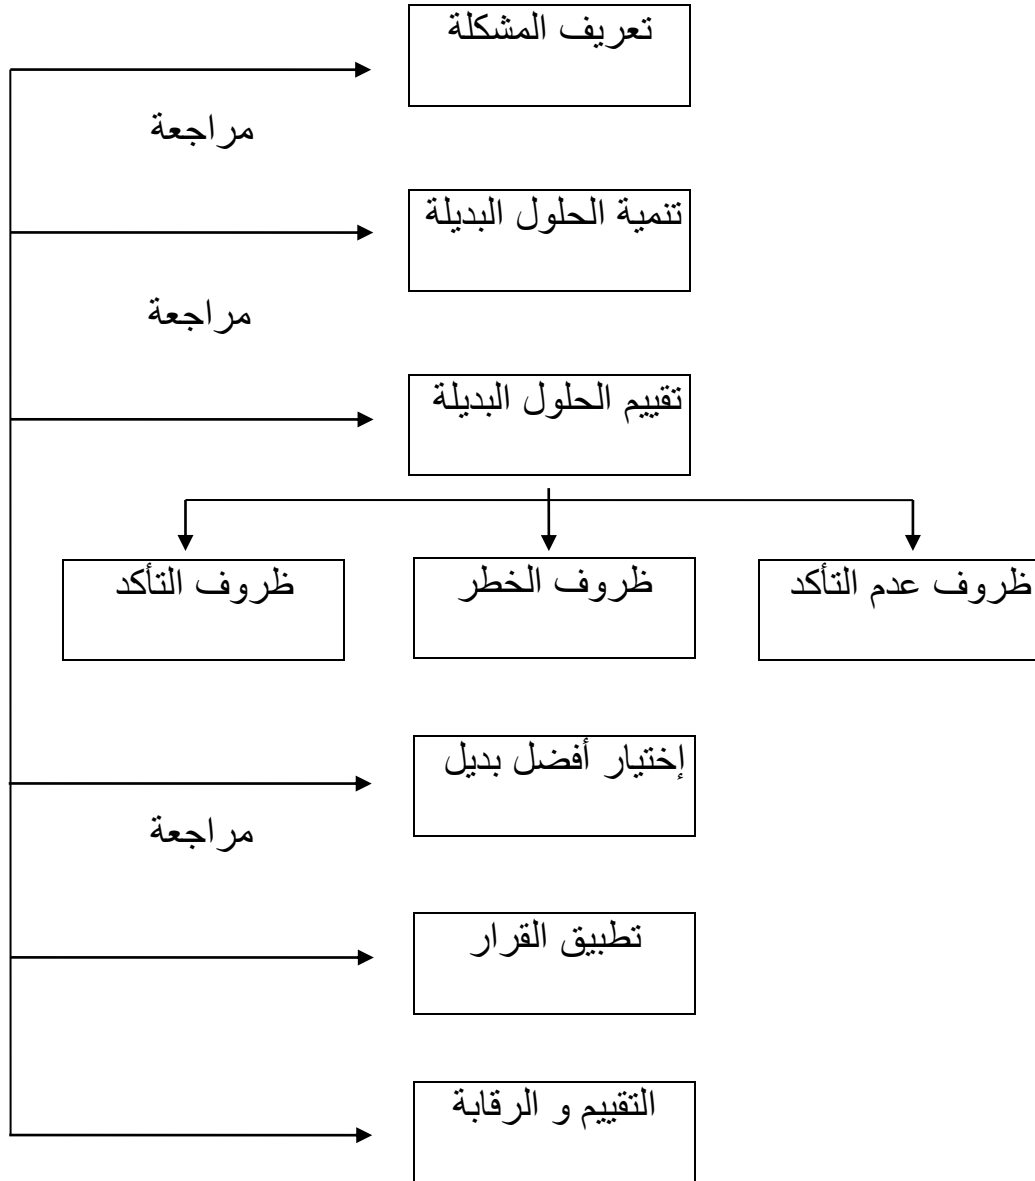 تعريف المشكلة
مراجعة
تنمية الحلول البديلة
مراجعة
تقييم الحلول البديلة
ظروف عدم التأكد
ظروف الخطر
ظروف التأكد
إختيار أفضل بديل
مراجعة
تطبيق القرار
التقييم و الرقابة